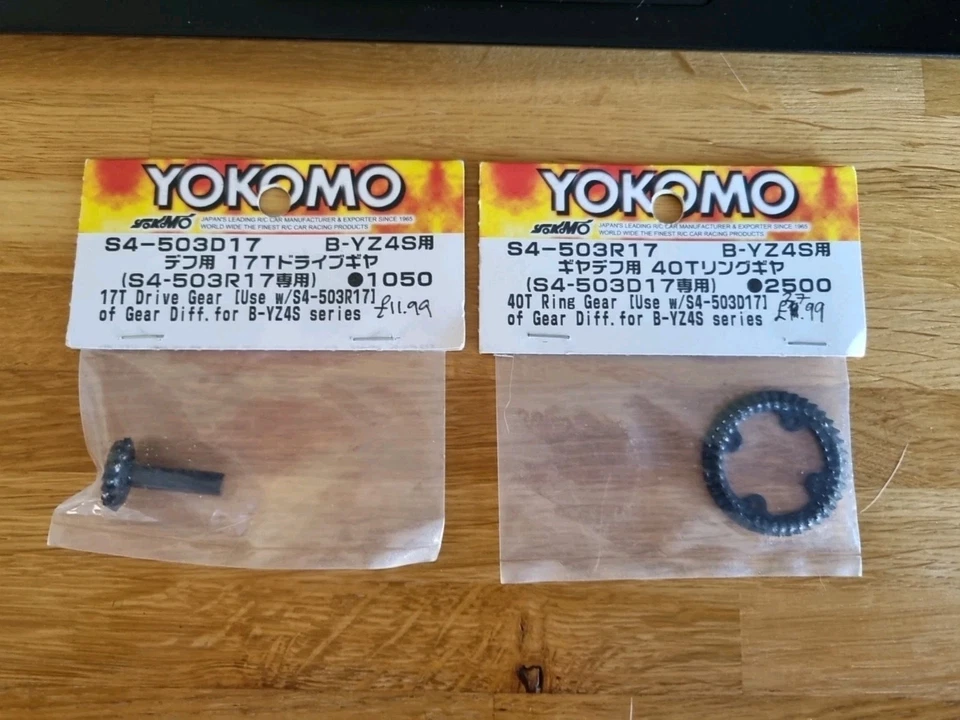 YOKOMO
YOKOMO JAPAN'S LEADING R/C CAR MANUFACTURER & EXPORTER SINCE 1965
WORLD WIDE THE FINEST R/C CAR RACING PRODUCTS
S4-503D17 B-YZ4S用
デフ用 17Tドライブギヤ
(S4-503R17専用) ●1050
17T Drive Gear [Use w/S4-503R17]
of Gear Diff.for B-YZ4S series £11.99
YOKOMO
YOKOMO JAPAN'S LEADING R/C CAR MANUFACTURER & EXPORTER SINCE 1965
WORLD WIDE THE FINEST R/C CAR RACING PRODUCTS
S4-503R17 B-YZ4S用
ギヤデフ用 40Tリングギヤ
(S4-503D17専用) ●2500
40T Ring Gear [Use w/S4-503D17]
of Gear Diff.for B-YZ4S series